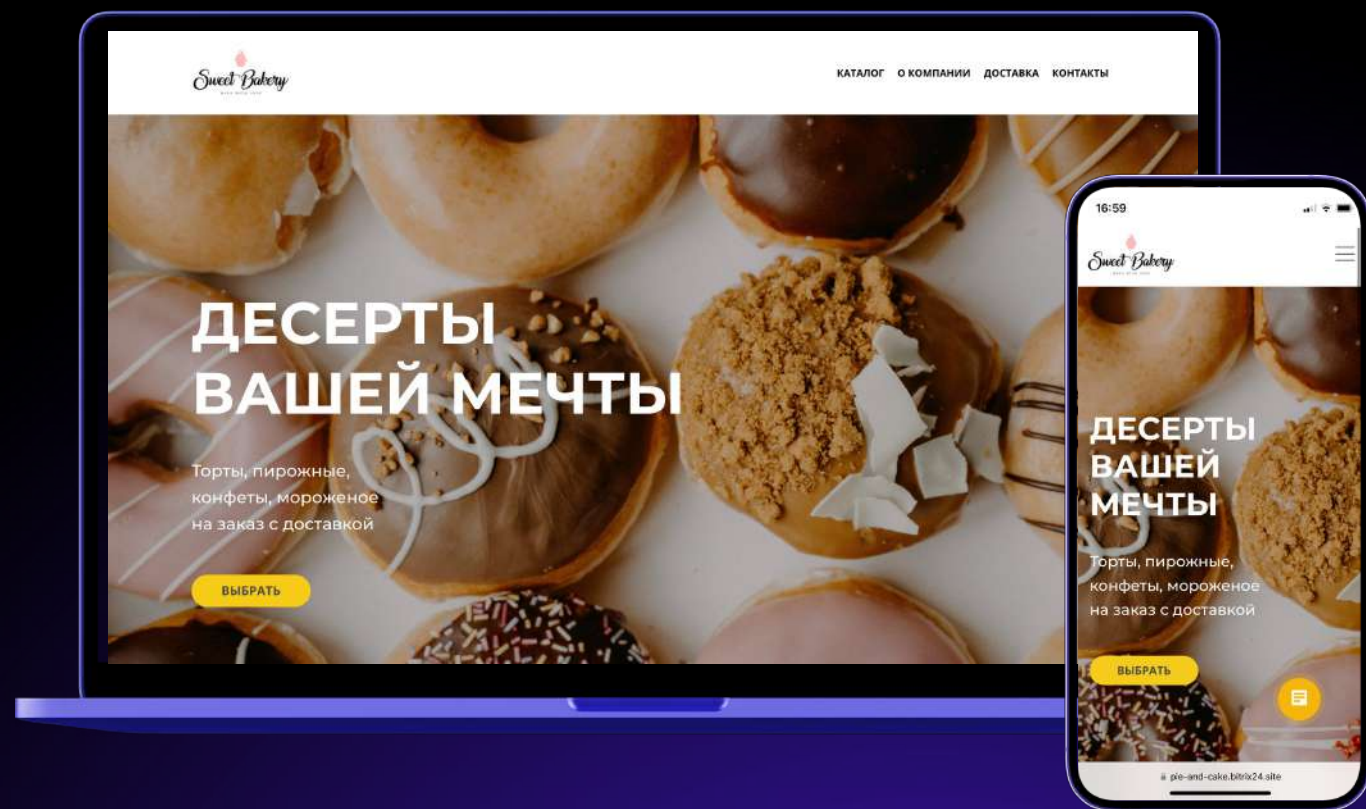 Sweet Bakery
КАТАЛОГ О КОМПАНИИ ДОСТАВКА КОНТАКТЫ
ДЕСЕРТЫ
ВАШЕЙ МЕЧТЫ
Торты, пирожные,
конфеты, мороженое
на заказ с доставкой
ВЫБРАТЬ
16:59
Sweet Bakery
ДЕСЕРТЫ
ВАШЕЙ
МЕЧТЫ
Торты, пирожные,
конфеты, мороженое
на заказ с доставкой
ВЫБРАТЬ
pie-and-cake.bitrix24.site